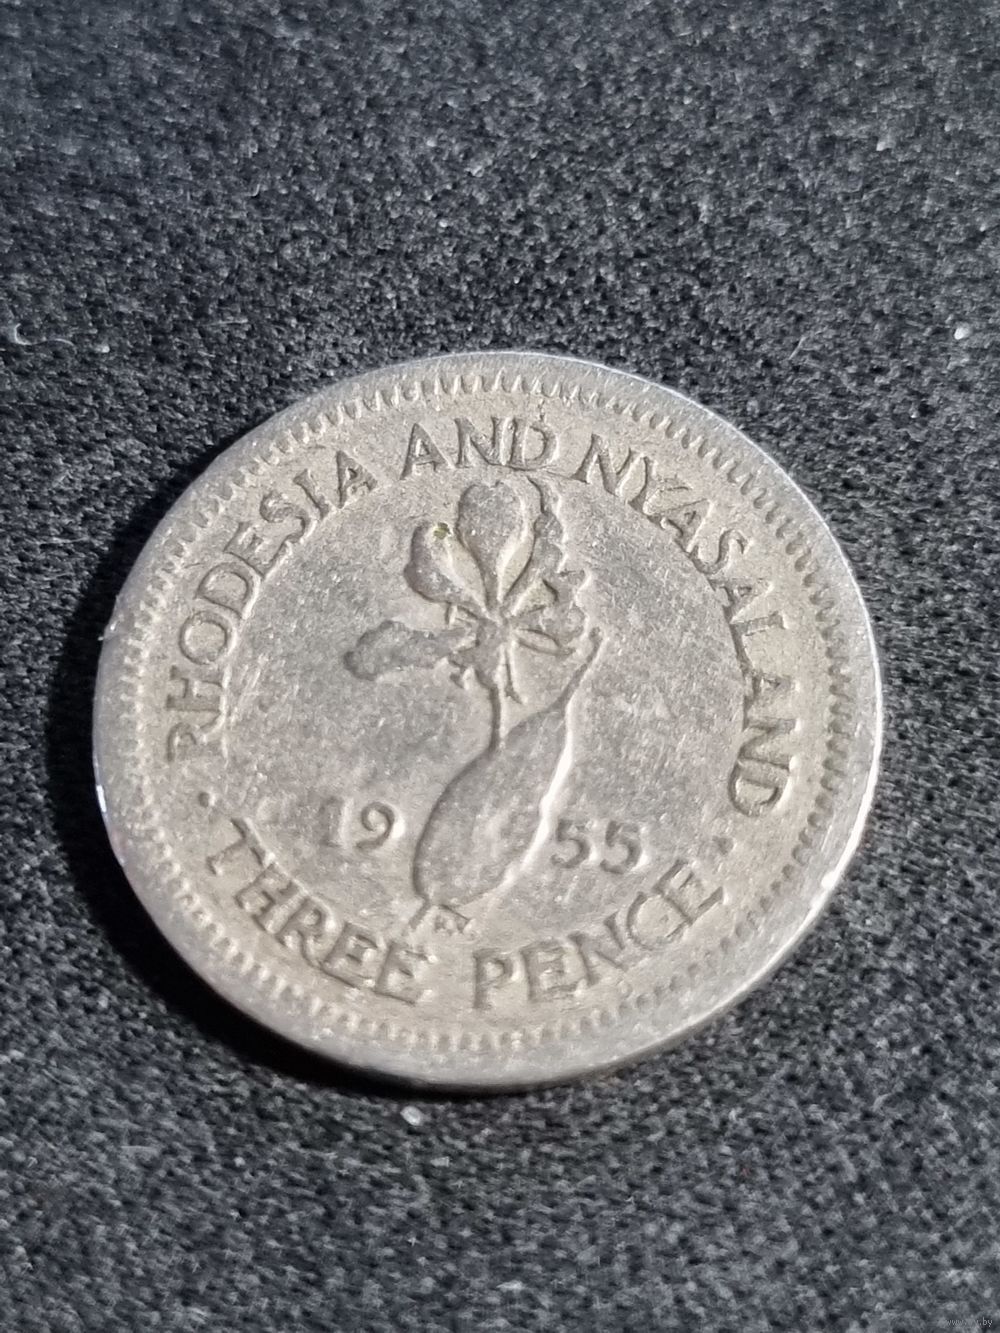 RHODESIA AND NYASALAND
19 55
THREE PENCE